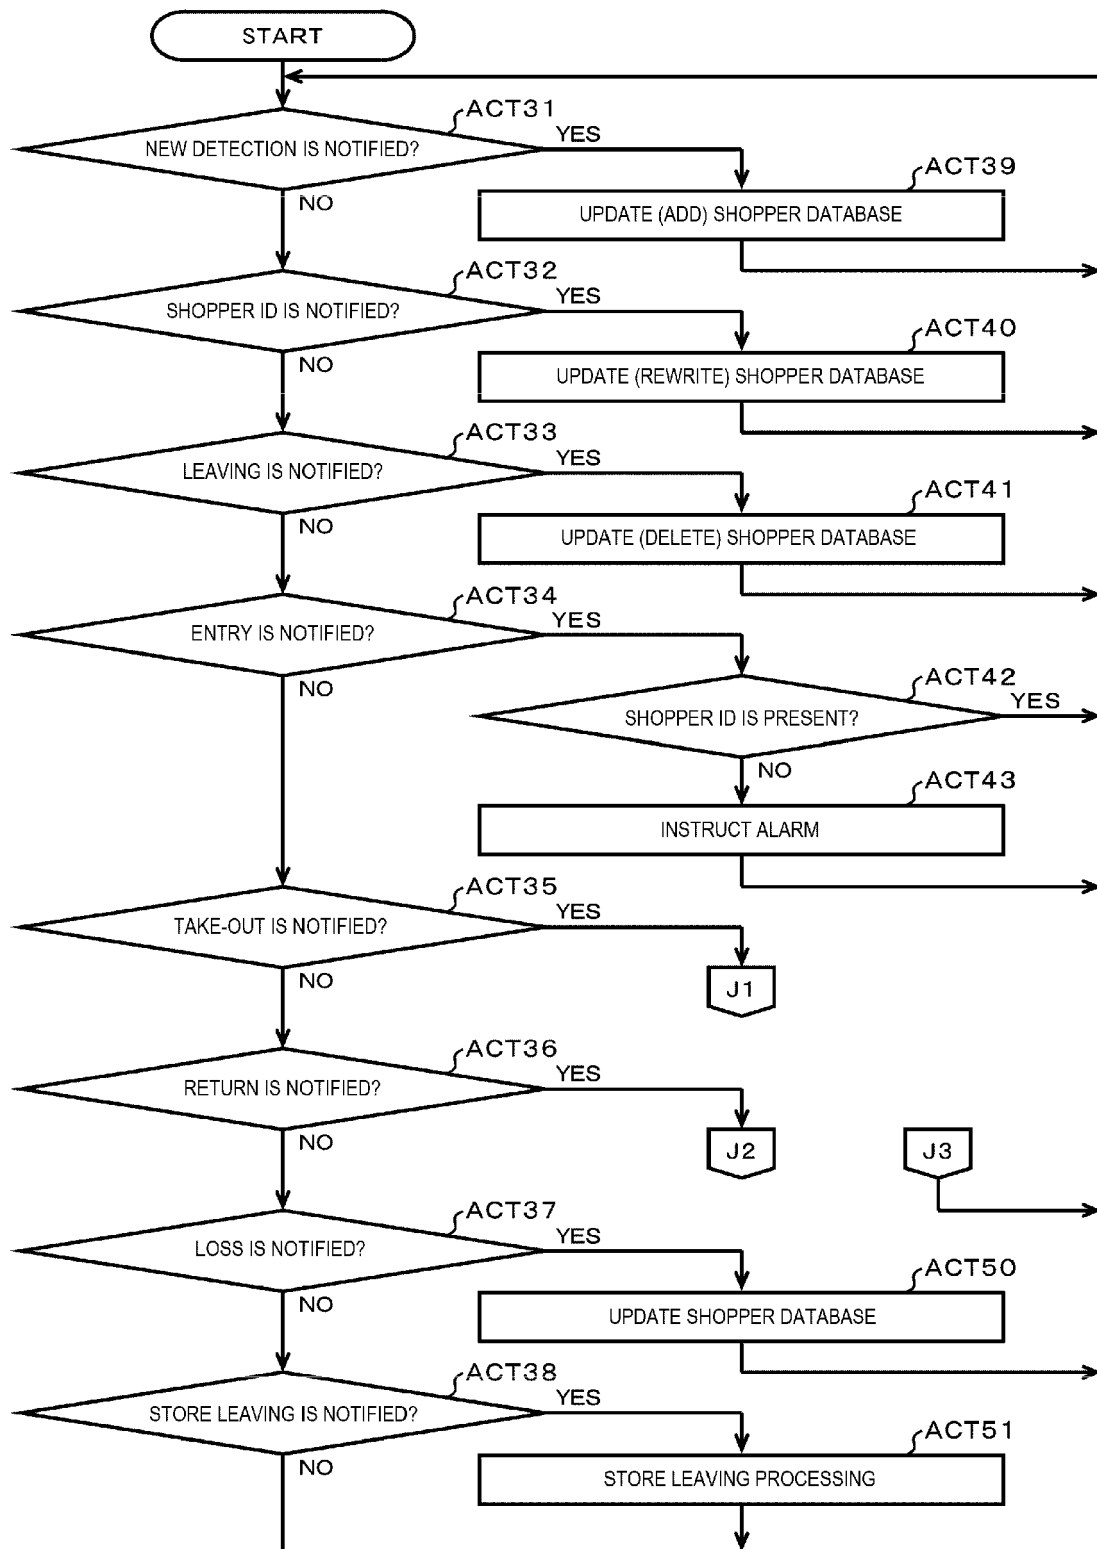 START
ACT31
NEW DETECTION IS NOTIFIED?
YES
NO
ACT39
UPDATE (ADD) SHOPPER DATABASE
ACT32
SHOPPER ID IS NOTIFIED?
YES
NO
ACT40
UPDATE (REWRITE) SHOPPER DATABASE
ACT33
LEAVING IS NOTIFIED?
YES
NO
ACT41
UPDATE (DELETE) SHOPPER DATABASE
ACT34
ENTRY IS NOTIFIED?
YES
NO
ACT42
SHOPPER ID IS PRESENT?
YES
NO
ACT43
INSTRUCT ALARM
ACT35
TAKE-OUT IS NOTIFIED?
YES
NO
J1
ACT36
RETURN IS NOTIFIED?
YES
NO
J2
J3
ACT37
LOSS IS NOTIFIED?
YES
NO
ACT50
UPDATE SHOPPER DATABASE
ACT38
STORE LEAVING IS NOTIFIED?
YES
NO
ACT51
STORE LEAVING PROCESSING